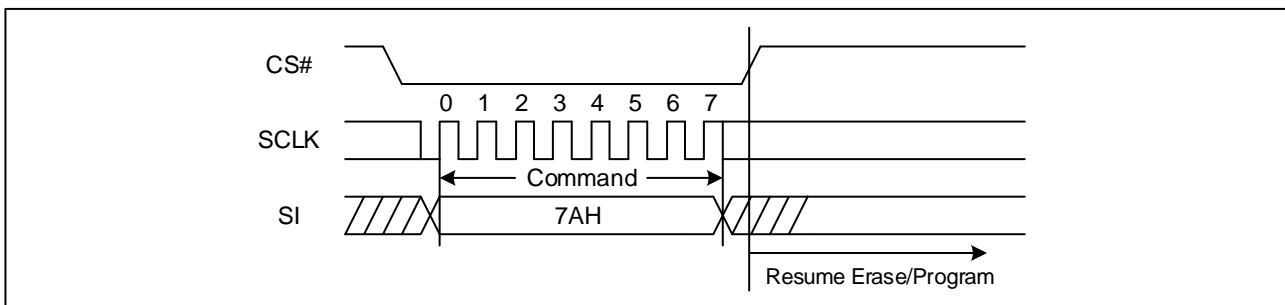 CS#
0 1 2 3 4 5 6 7
SCLK
Command
SI
7AH
Resume Erase/Program